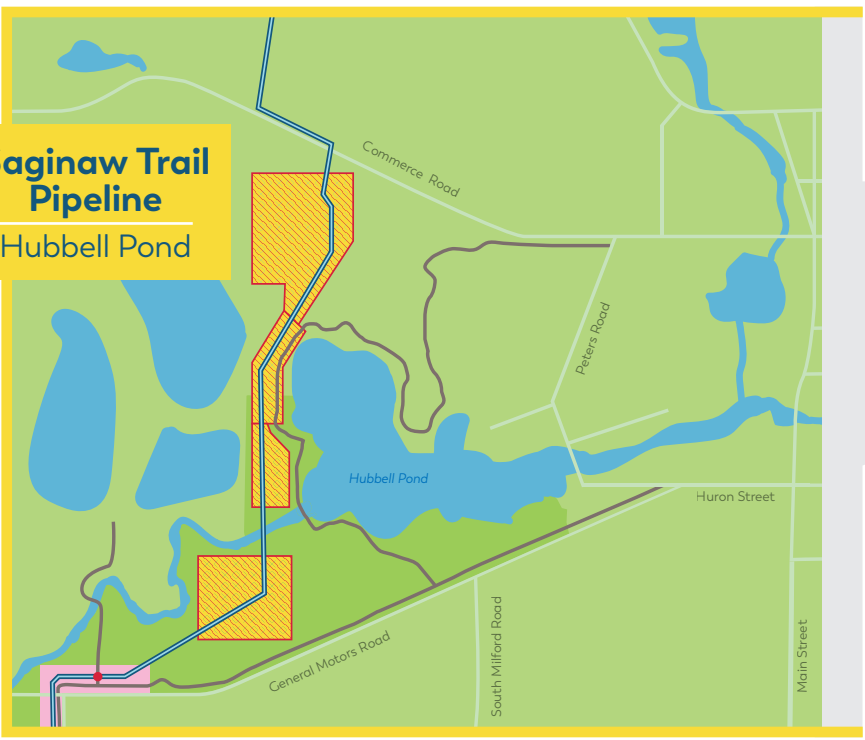 aginaw Trail
Pipeline
Hubbell Pond
Commerce Road
Peters Road
Hubbell Pond
Huron Street
General Motors Road
South Milford Road
Main Street